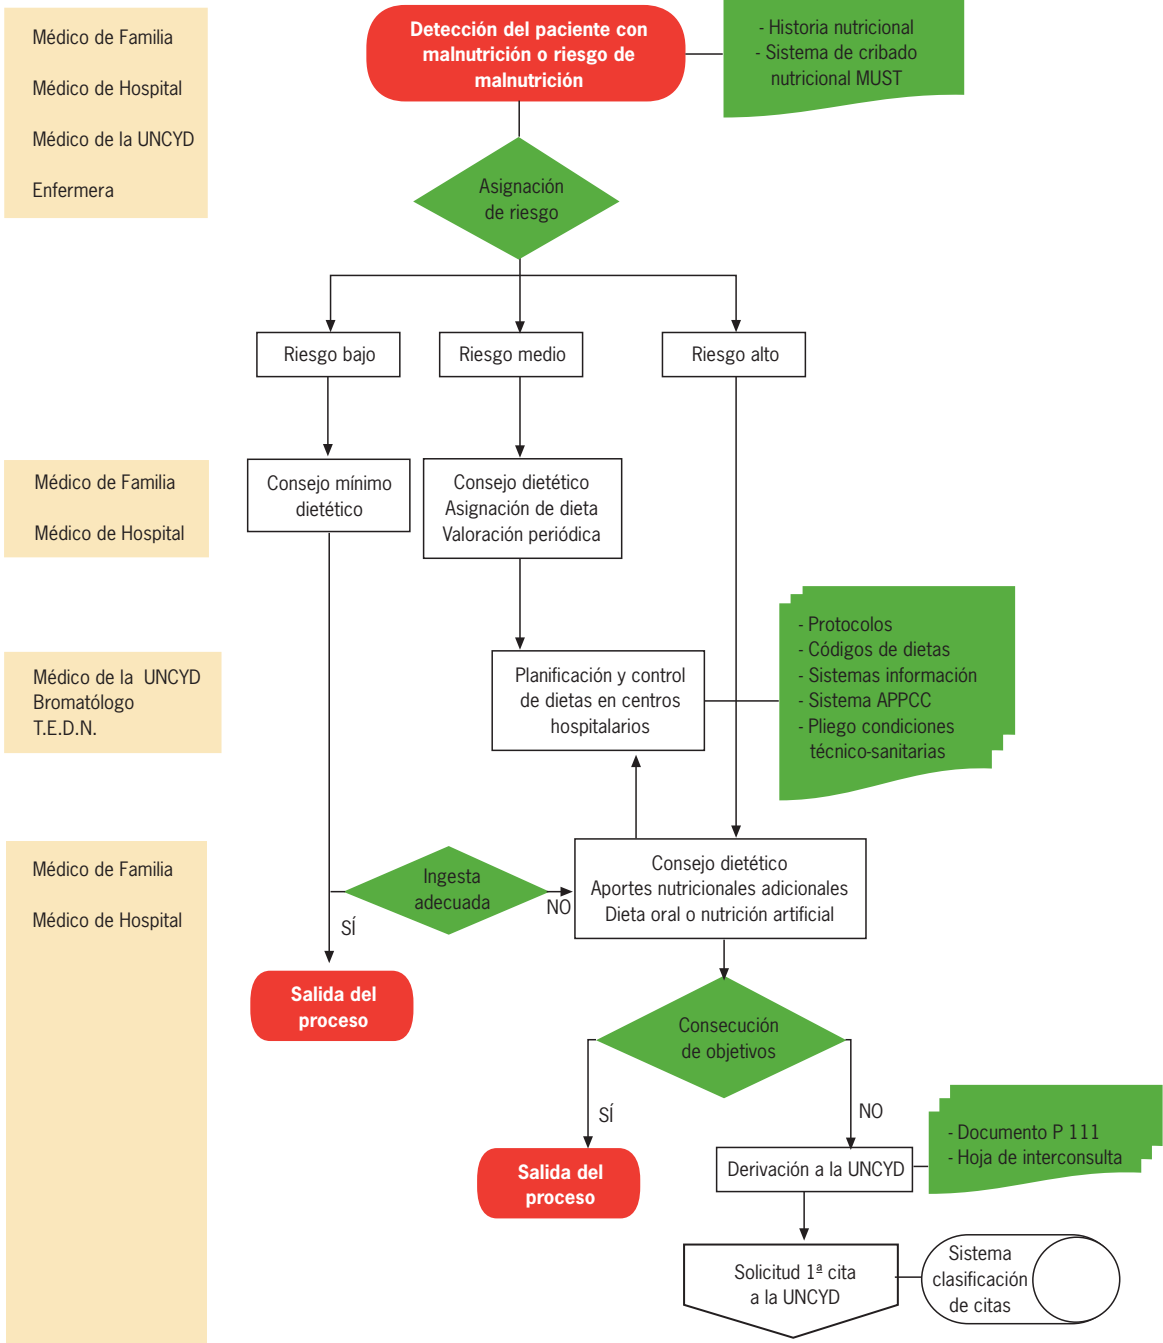 Médico de Familia
Médico de Hospital
Médico de la UNCYD
Enfermera
Detección del paciente con
malnutrición o riesgo de
malnutrición
- Historia nutricional
- Sistema de cribado
nutricional MUST
Asignación
de riesgo
Riesgo bajo
Riesgo medio
Riesgo alto
Médico de Familia
Médico de Hospital
Consejo mínimo
dietético
Consejo dietético
Asignación de dieta
Valoración periódica
Médico de la UNCYD
Bromatólogo
T.E.D.N.
Planificación y control
de dietas en centros
hospitalarios
- Protocolos
- Códigos de dietas
- Sistemas información
- Sistema APPCC
- Pliego condiciones
técnico-sanitarias
Médico de Familia
Médico de Hospital
Ingesta
adecuada
NO
SÍ
Consejo dietético
Aportes nutricionales adicionales
Dieta oral o nutrición artificial
Salida del
proceso
Consecución
de objetivos
SÍ
NO
Salida del
proceso
Derivación a la UNCYD
- Documento P 111
- Hoja de interconsulta
Solicitud 1ª cita
a la UNCYD
Sistema
clasificación
de citas